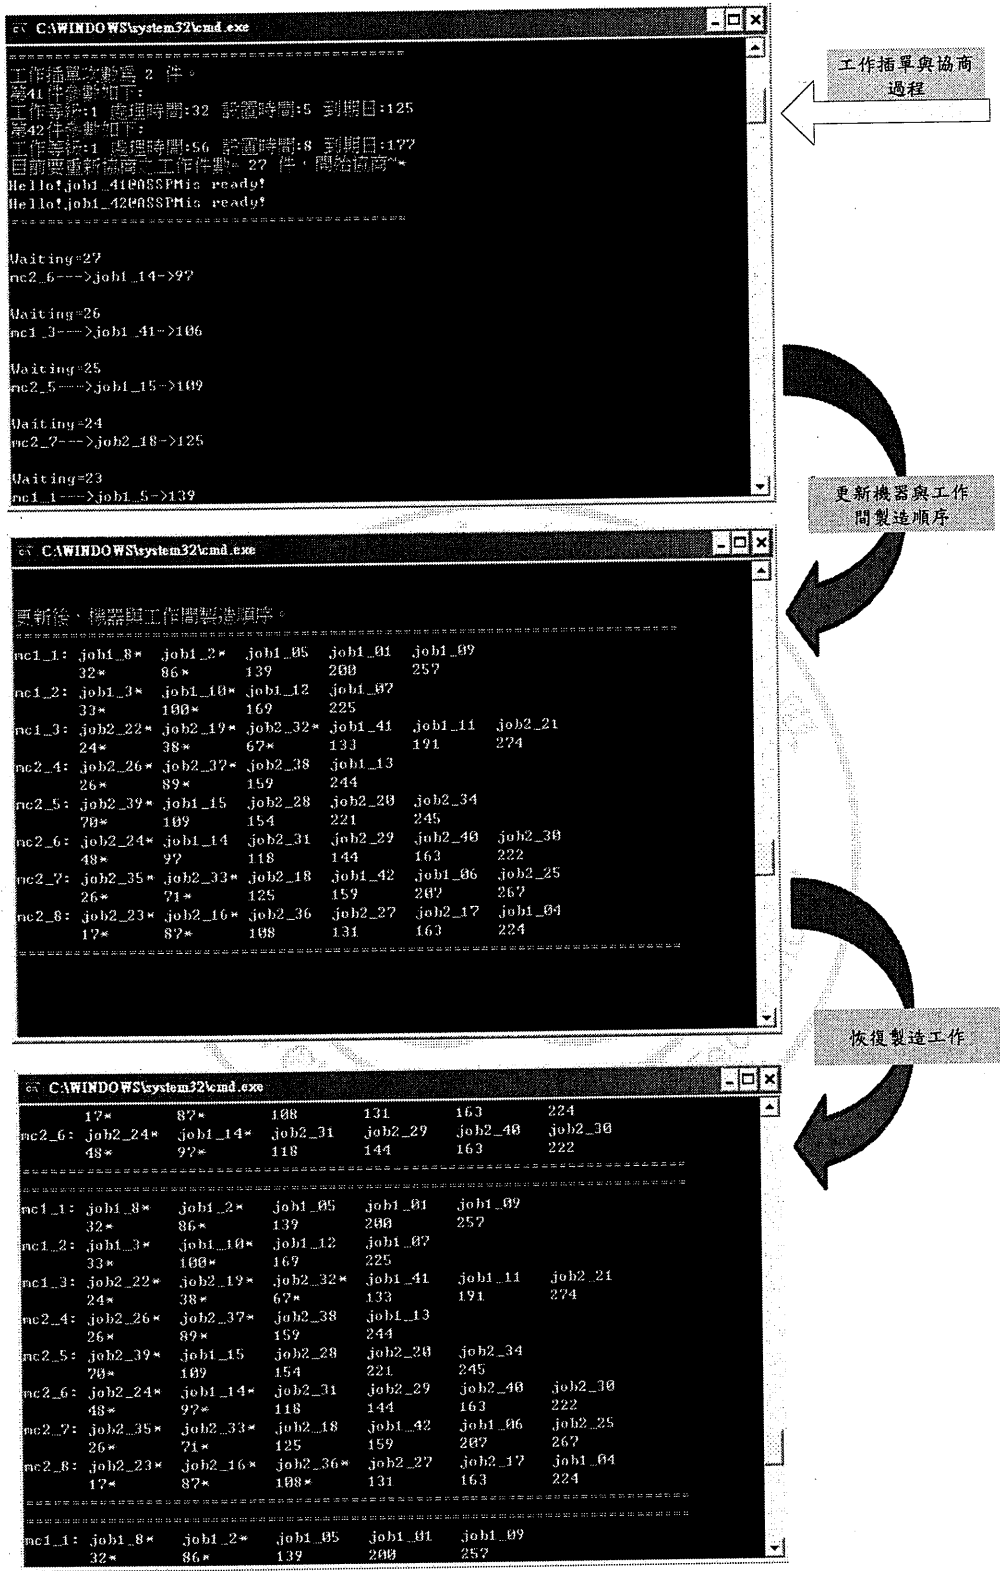 C:\WINDOWS\system32\cmd.exe
工作插單次數為 2 件。
第41件參數如下:
工作等級:1 處理時間:32 設置時間:5 到期日:125
第42件參數如下:
工作等級:1 處理時間:56 設置時間:8 到期日:177
目前要重新協商之工作件數= 27 件，開始協商~*
Hello!job1_41@ASSPMis ready!
Hello!job1_42@ASSPMis ready!
Waiting=27
mc2_6--->job1_14->97
Waiting=26
mc1_3--->job1_41->106
Waiting=25
mc2_5--->job1_15->109
Waiting=24
mc2_7--->job2_18->125
Waiting=23
mc1_1--->job1_5->139
工作插單與協商
過程
更新機器與工作
間製造順序
C:\WINDOWS\system32\cmd.exe
更新後、機器與工作間製造順序。
mc1_1: job1_8* job1_2* job1_05 job1_01 job1_09
32* 86* 139 200 257
mc1_2: job1_3* job1_10* job1_12 job1_07
33* 100* 169 225
mc1_3: job2_22* job2_19* job2_32* job1_41 job1_11 job2_21
24* 38* 67* 133 191 274
mc2_4: job2_26* job2_37* job2_38 job1_13
26* 89* 159 244
mc2_5: job2_39* job1_15 job2_28 job2_20 job2_34
70* 109 154 221 245
mc2_6: job2_24* job1_14 job2_31 job2_29 job2_40 job2_30
48* 97 118 144 163 222
mc2_7: job2_35* job2_33* job2_18 job1_42 job1_06 job2_25
26* 71* 125 159 207 267
mc2_8: job2_23* job2_16* job2_36 job2_27 job2_17 job1_04
17* 87* 108 131 163 224
恢復製造工作
C:\WINDOWS\system32\cmd.exe
17* 87* 108 131 163 224
mc2_6: job2_24* job1_14* job2_31 job2_29 job2_40 job2_30
48* 97* 118 144 163 222
mc1_1: job1_8* job1_2* job1_05 job1_01 job1_09
32* 86* 139 200 257
mc1_2: job1_3* job1_10* job1_12 job1_07
33* 100* 169 225
mc1_3: job2_22* job2_19* job2_32* job1_41 job1_11 job2_21
24* 38* 67* 133 191 274
mc2_4: job2_26* job2_37* job2_38 job1_13
26* 89* 159 244
mc2_5: job2_39* job1_15 job2_28 job2_20 job2_34
70* 109 154 221 245
mc2_6: job2_24* job1_14* job2_31 job2_29 job2_40 job2_30
48* 97* 118 144 163 222
mc2_7: job2_35* job2_33* job2_18 job1_42 job1_06 job2_25
26* 71* 125 159 207 267
mc2_8: job2_23* job2_16* job2_36* job2_27 job2_17 job1_04
17* 87* 108* 131 163 224
mc1_1: job1_8* job1_2* job1_05 job1_01 job1_09
32* 86* 139 200 257